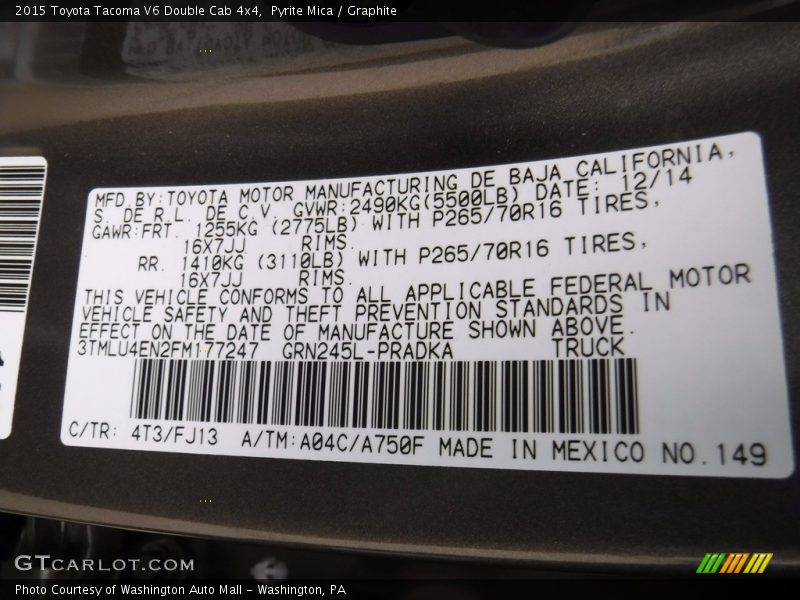 2015 Toyota Tacoma V6 Double Cab 4x4, Pyrite Mica / Graphite
MFD.BY:TOYOTA MOTOR MANUFACTURING DE BAJA CALIFORNIA,
S. DE R.L. DE C.V. GVWR:2490KG(5500LB) DATE: 12/14
GAWR:FRT. 1255KG (2775LB) WITH P265/70R16 TIRES,
16X7JJ RIMS.
RR. 1410KG (3110LB) WITH P265/70R16 TIRES,
16X7JJ RIMS.
THIS VEHICLE CONFORMS TO ALL APPLICABLE FEDERAL MOTOR
VEHICLE SAFETY AND THEFT PREVENTION STANDARDS IN
EFFECT ON THE DATE OF MANUFACTURE SHOWN ABOVE.
3TMLU4EN2FM177247 GRN245L-PRADKA TRUCK
C/TR: 4T3/FJ13 A/TM:A04C/A750F MADE IN MEXICO NO.149
GTCARLOT.COM
Photo Courtesy of Washington Auto Mall - Washington, PA